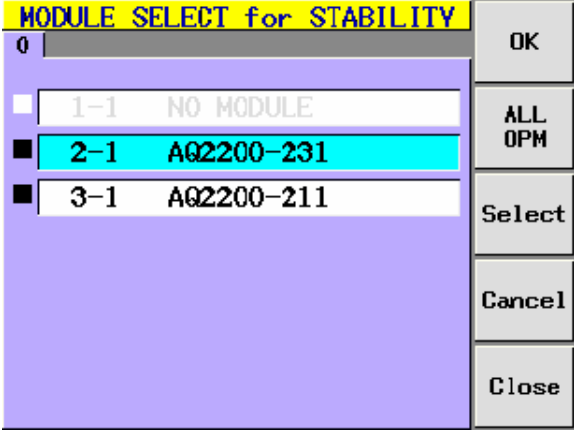 MODULE SELECT for STABILITY
0
1-1 NO MODULE
2-1 AQ2200-231
3-1 AQ2200-211
OK
ALL
OPM
Select
Cancel
Close